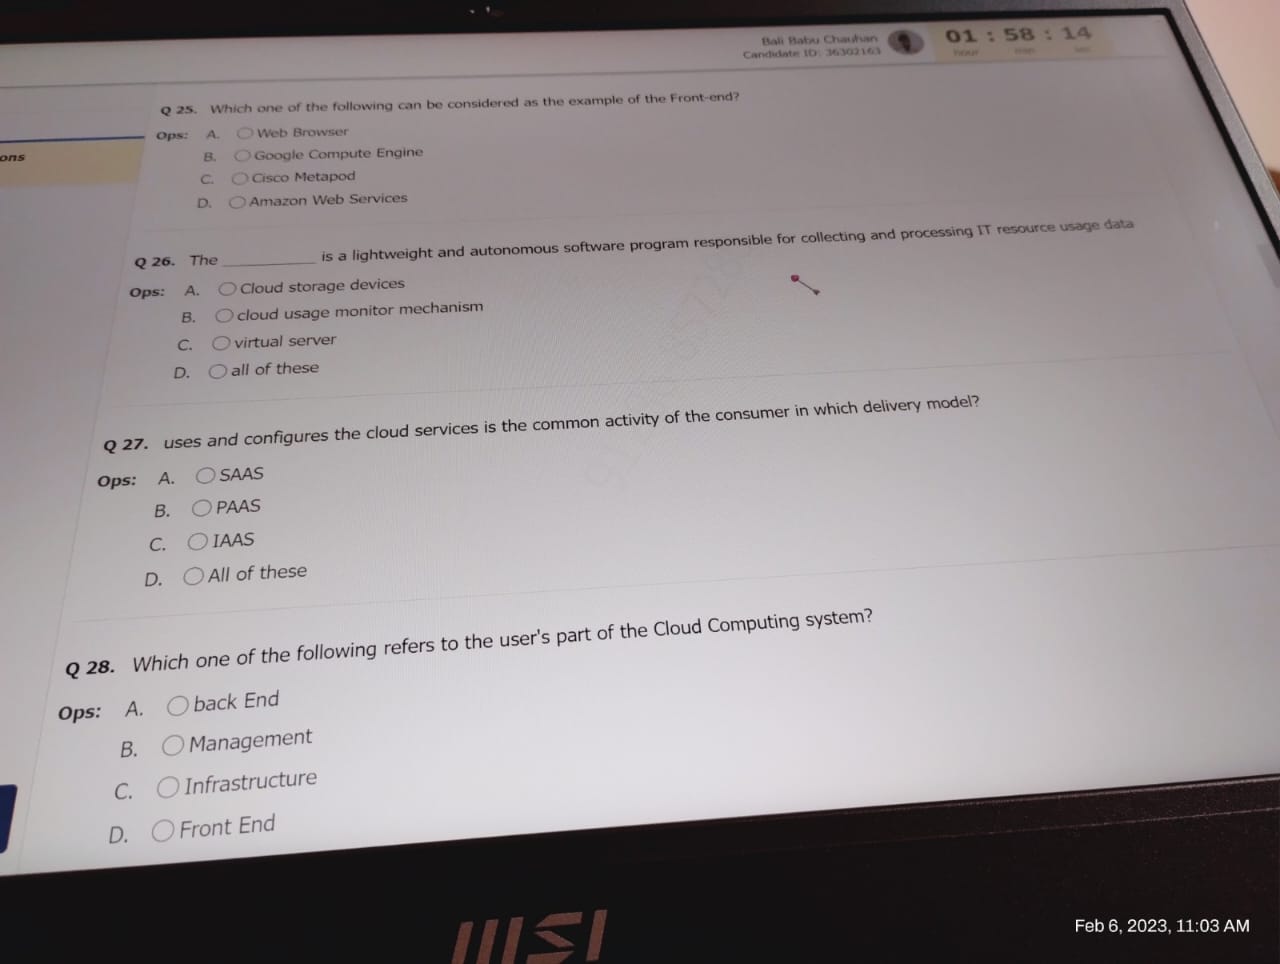 Bali Babu Chauhan
Candidate ID: 36302163
01 : 58 : 14
hour min sec
ons
Q 25. Which one of the following can be considered as the example of the Front-end?
Ops: A. Web Browser
B. Google Compute Engine
C. Cisco Metapod
D. Amazon Web Services
Q 26. The __________ is a lightweight and autonomous software program responsible for collecting and processing IT resource usage data
Ops: A. Cloud storage devices
B. cloud usage monitor mechanism
C. virtual server
D. all of these
Q 27. uses and configures the cloud services is the common activity of the consumer in which delivery model?
Ops: A. SAAS
B. PAAS
C. IAAS
D. All of these
Q 28. Which one of the following refers to the user's part of the Cloud Computing system?
Ops: A. back End
B. Management
C. Infrastructure
D. Front End
msi
Feb 6, 2023, 11:03 AM